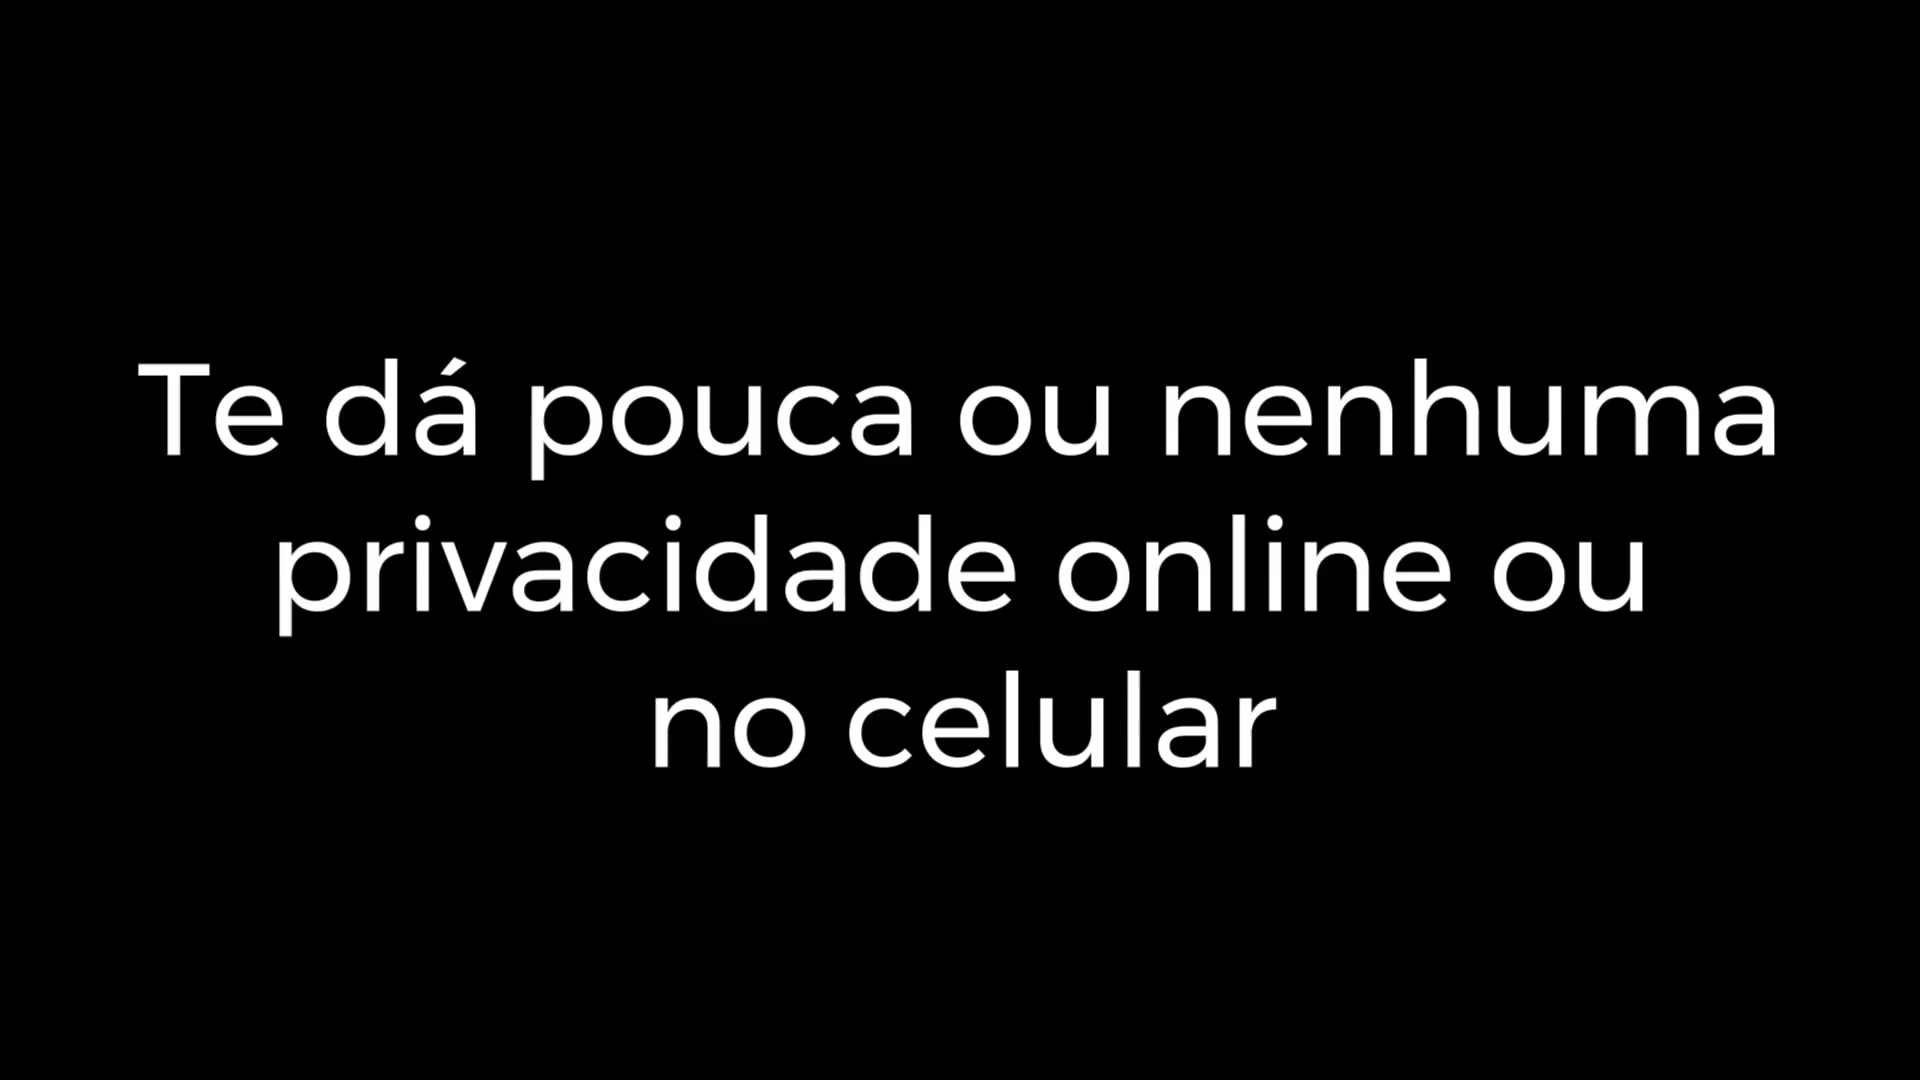 Te dá pouca ou nenhuma
privacidade online ou
no celular